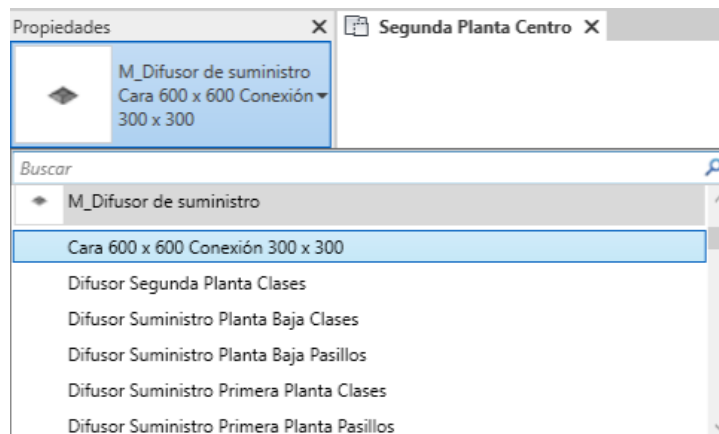 Propiedades
Segunda Planta Centro
M_Difusor de suministro
Cara 600 x 600 Conexión
300 x 300
Buscar
M_Difusor de suministro
Cara 600 x 600 Conexión 300 x 300
Difusor Segunda Planta Clases
Difusor Suministro Planta Baja Clases
Difusor Suministro Planta Baja Pasillos
Difusor Suministro Primera Planta Clases
Difusor Suministro Primera Planta Pasillos